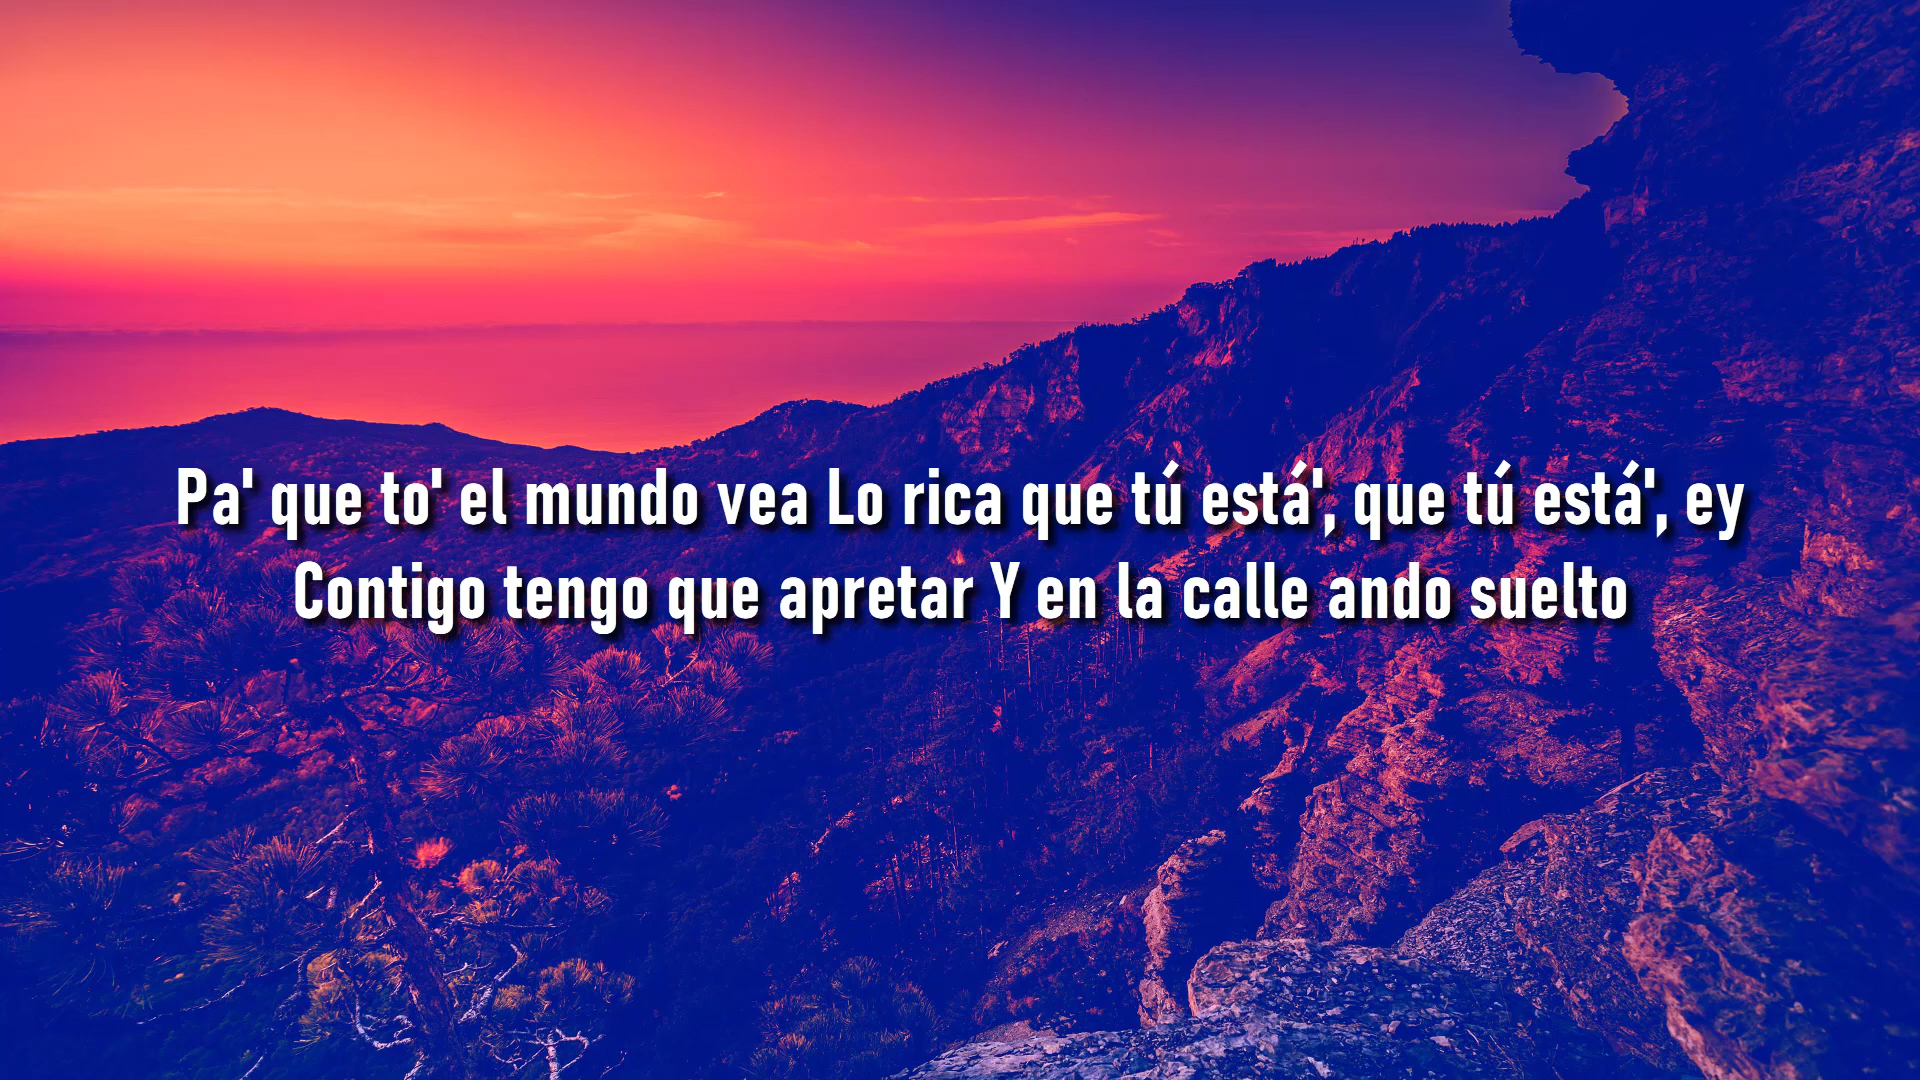 Pa' que to' el mundo vea Lo rica que tú está', que tú está', ey
Contigo tengo que apretar Y en la calle ando suelto